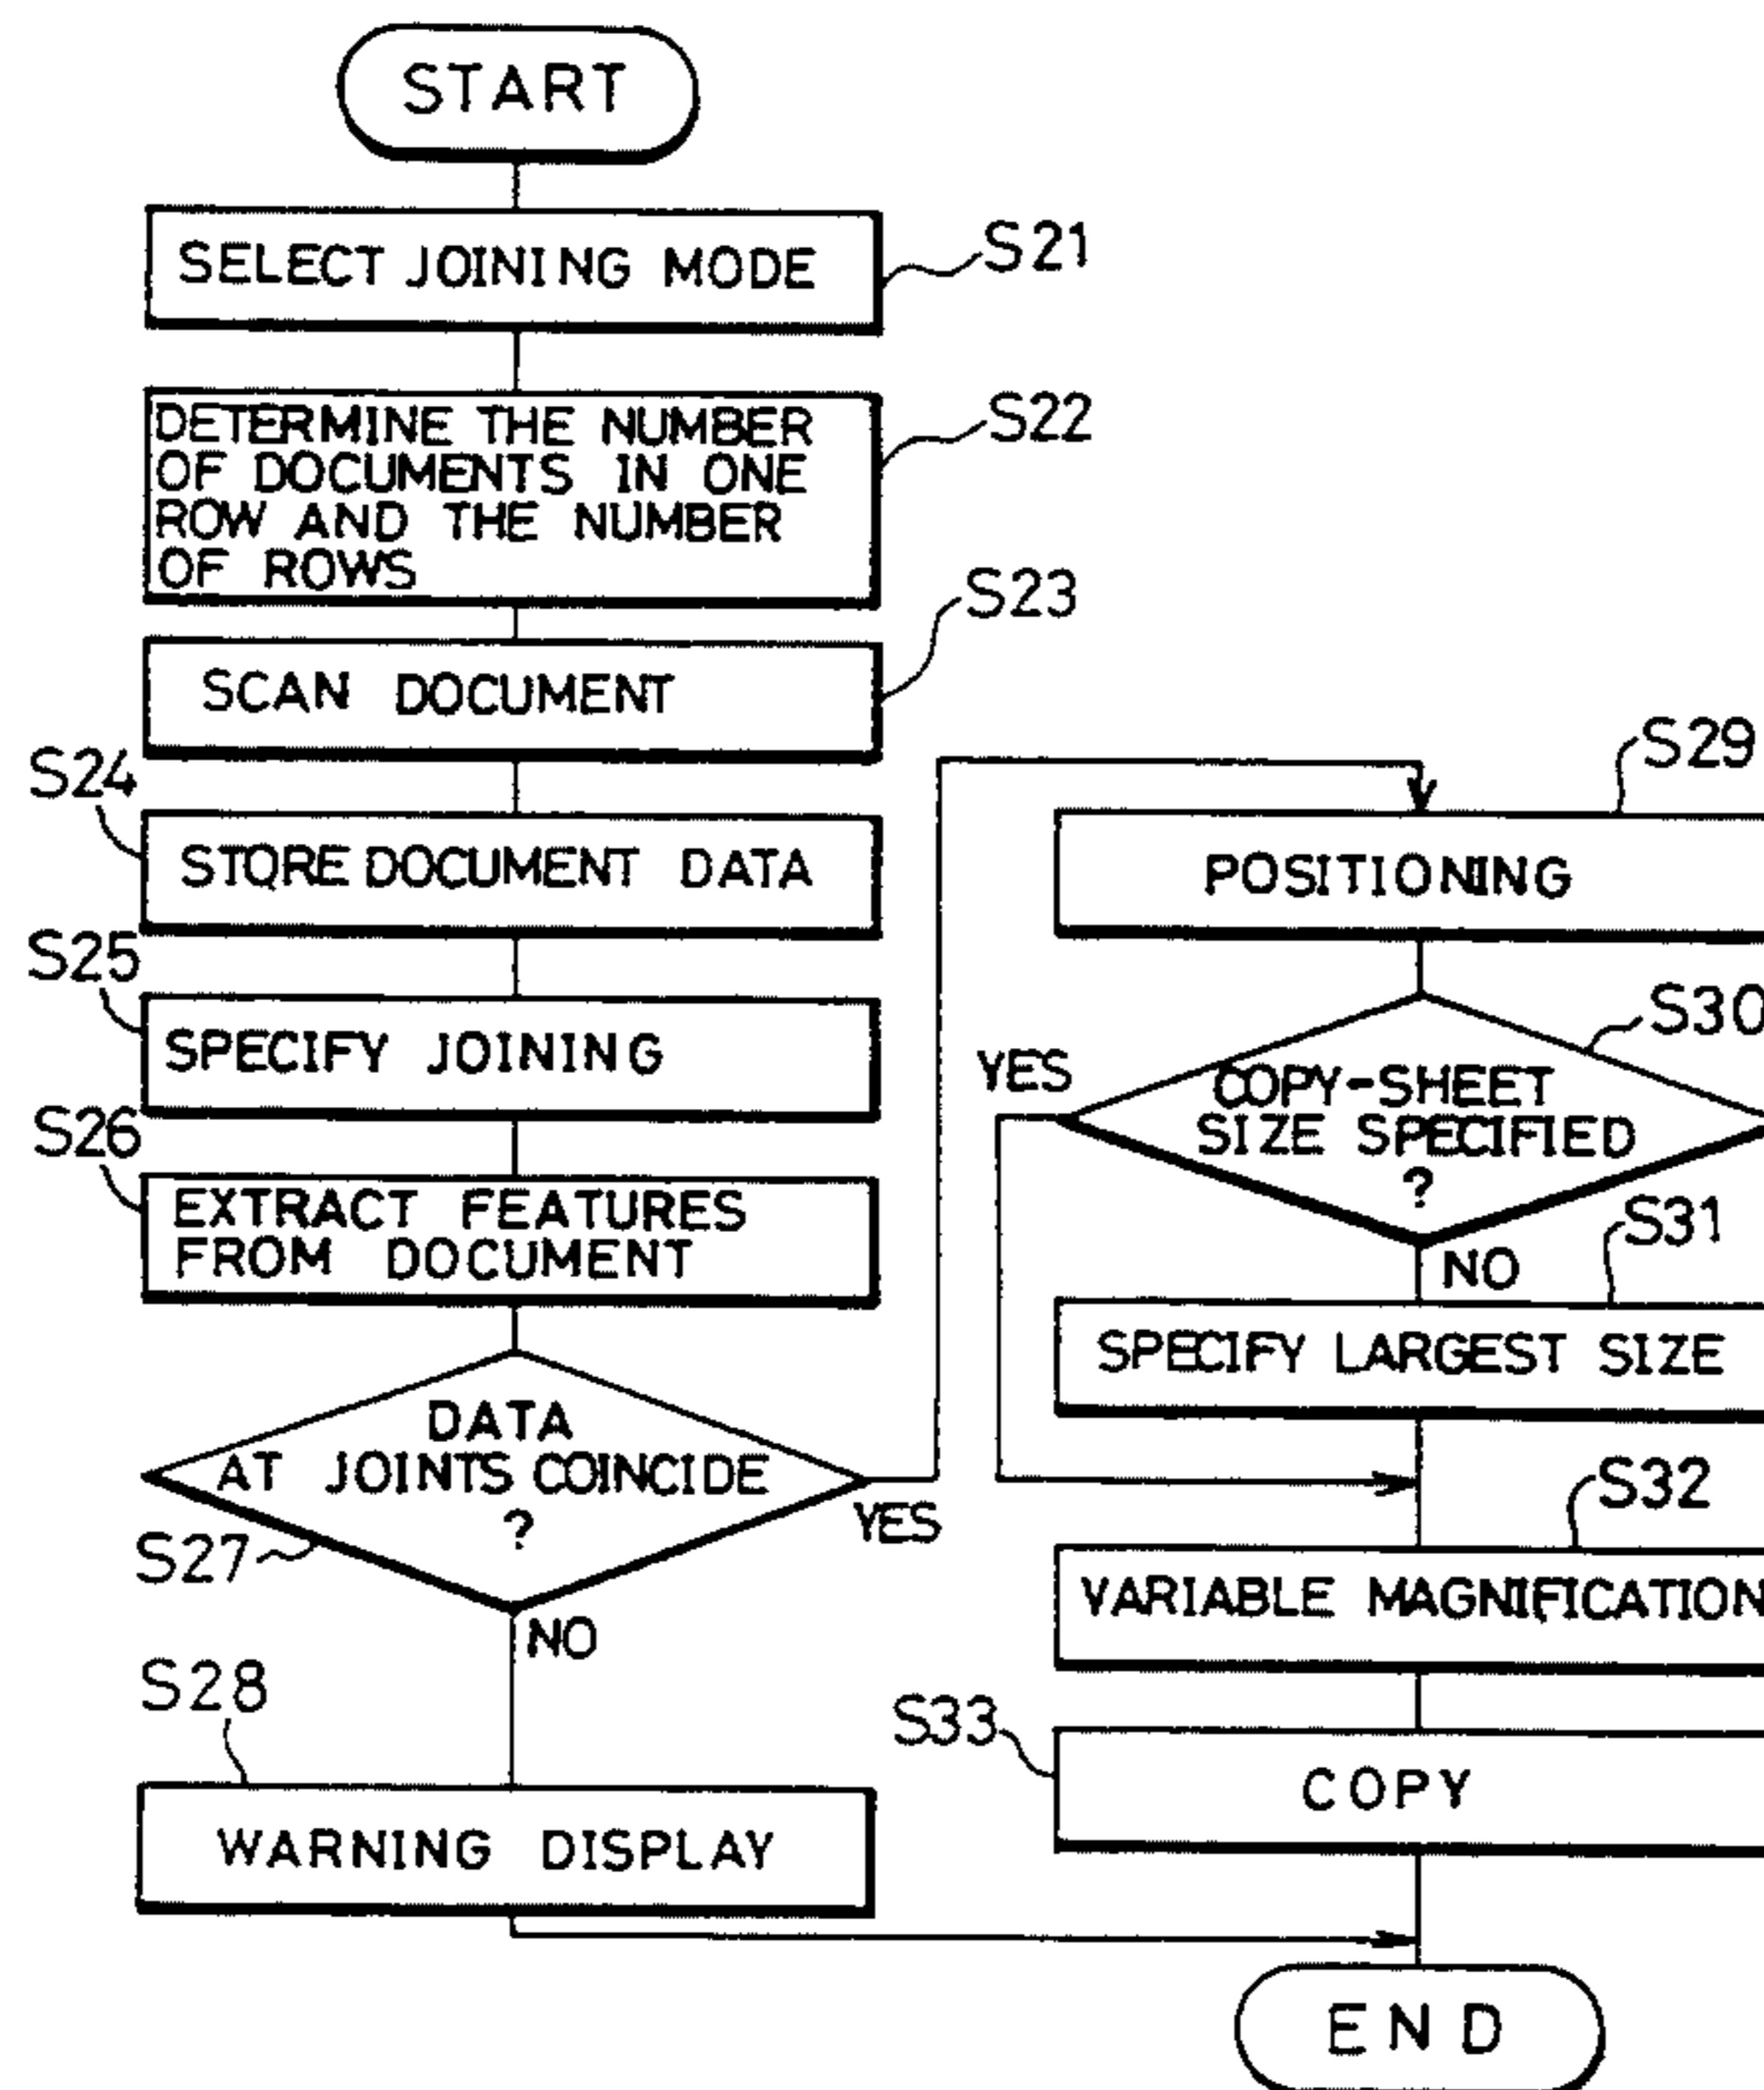 START
SELECT JOINING MODE
S21
DETERMINE THE NUMBER
OF DOCUMENTS IN ONE
ROW AND THE NUMBER
OF ROWS
S22
SCAN DOCUMENT
S23
S24
STORE DOCUMENT DATA
S25
SPECIFY JOINING
S26
EXTRACT FEATURES
FROM DOCUMENT
DATA
AT JOINTS COINCIDE
?
S27
YES
NO
S28
WARNING DISPLAY
S29
POSITIONING
S30
YES
COPY-SHEET
SIZE SPECIFIED
?
NO
S31
SPECIFY LARGEST SIZE
S32
VARIABLE MAGNIFICATION
S33
COPY
END